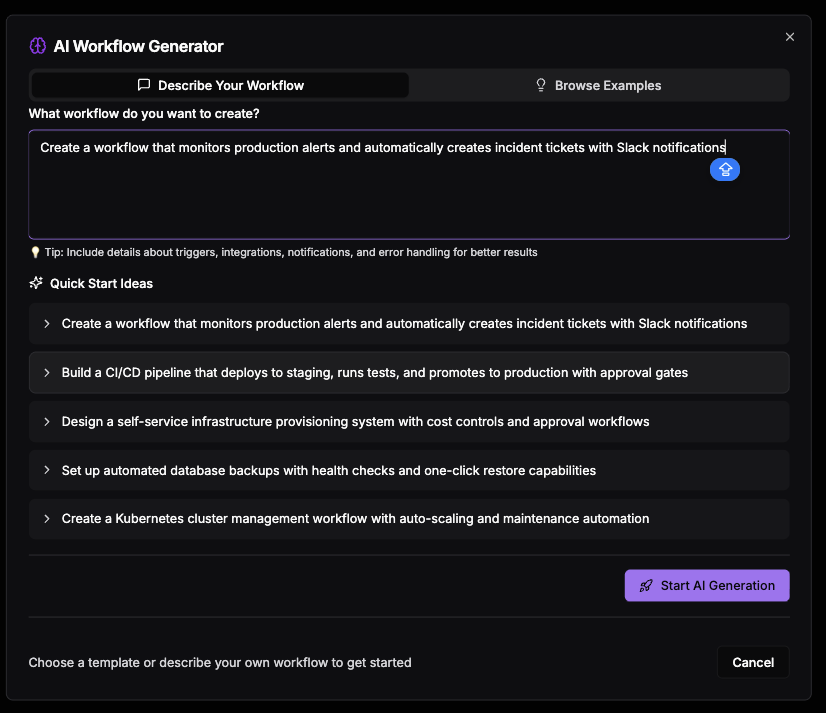 AI Workflow Generator
Describe Your Workflow
Browse Examples
What workflow do you want to create?
Create a workflow that monitors production alerts and automatically creates incident tickets with Slack notifications
Tip: Include details about triggers, integrations, notifications, and error handling for better results
Quick Start Ideas
Create a workflow that monitors production alerts and automatically creates incident tickets with Slack notifications
Build a CI/CD pipeline that deploys to staging, runs tests, and promotes to production with approval gates
Design a self-service infrastructure provisioning system with cost controls and approval workflows
Set up automated database backups with health checks and one-click restore capabilities
Create a Kubernetes cluster management workflow with auto-scaling and maintenance automation
Start AI Generation
Choose a template or describe your own workflow to get started
Cancel